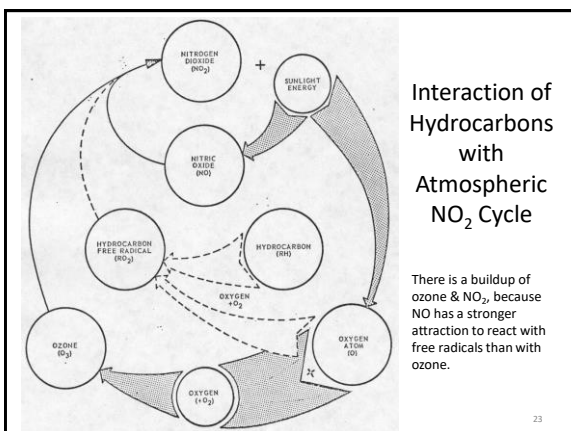 NITROGEN
DIOXIDE
(NO₂)
+
SUNLIGHT
ENERGY
NITRIC
OXIDE
(NO)
HYDROCARBON
FREE RADICAL
(RO₂)
HYDROCARBON
(RH)
OXYGEN
+O₂
OZONE
(O₃)
OXYGEN
ATOM
(O)
OXYGEN
(+O₂)
Interaction of
Hydrocarbons
with
Atmospheric
NO₂ Cycle
There is a buildup of
ozone & NO₂, because
NO has a stronger
attraction to react with
free radicals than with
ozone.
23